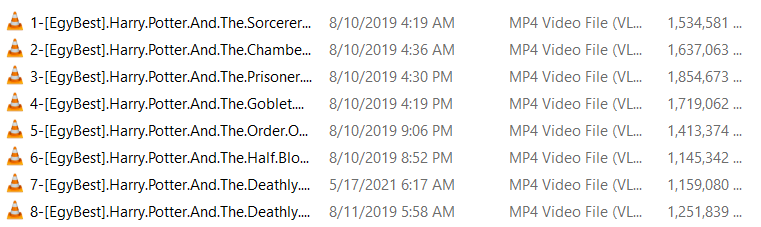 1-[EgyBest].Harry.Potter.And.The.Sorcerer... 8/10/2019 4:19 AM MP4 Video File (VL... 1,534,581 ...
2-[EgyBest].Harry.Potter.And.The.Chambe... 8/10/2019 4:36 AM MP4 Video File (VL... 1,637,063 ...
3-[EgyBest].Harry.Potter.And.The.Prisoner.... 8/10/2019 4:30 PM MP4 Video File (VL... 1,854,673 ...
4-[EgyBest].Harry.Potter.And.The.Goblet.... 8/10/2019 4:19 PM MP4 Video File (VL... 1,719,062 ...
5-[EgyBest].Harry.Potter.And.The.Order.O... 8/10/2019 9:06 PM MP4 Video File (VL... 1,413,374 ...
6-[EgyBest].Harry.Potter.And.The.Half.Blo... 8/10/2019 8:52 PM MP4 Video File (VL... 1,145,342 ...
7-[EgyBest].Harry.Potter.And.The.Deathly.... 5/17/2021 6:17 AM MP4 Video File (VL... 1,159,080 ...
8-[EgyBest].Harry.Potter.And.The.Deathly.... 8/11/2019 5:58 AM MP4 Video File (VL... 1,251,839 ...